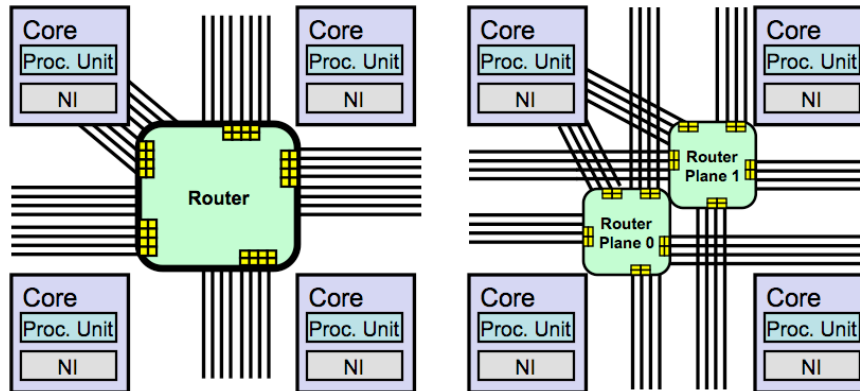 Core
Proc. Unit
NI
Core
Proc. Unit
NI
Router
Core
Proc. Unit
NI
Core
Proc. Unit
NI
Core
Proc. Unit
NI
Core
Proc. Unit
NI
Router
Plane 1
Router
Plane 0
Core
Proc. Unit
NI
Core
Proc. Unit
NI